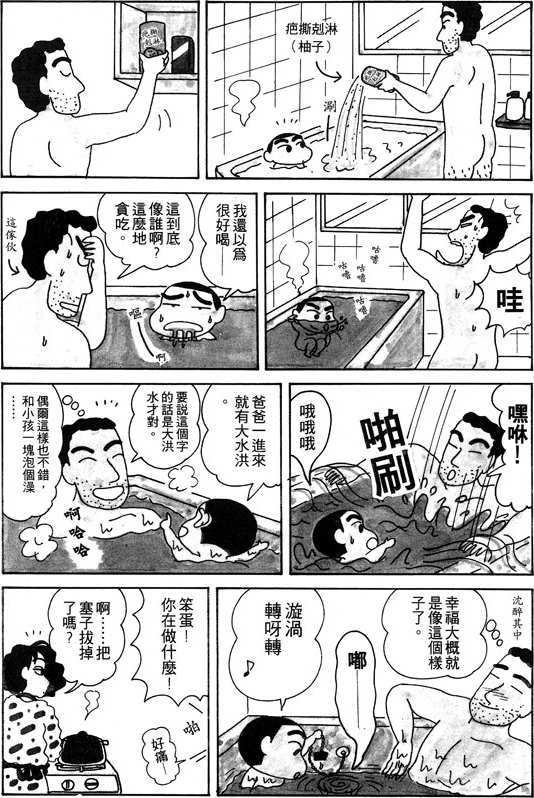 疤撕剋淋
（柚子）
涮
疤撕
剋淋
哇
咕嚕
咕嚕
咕嚕
咕嚕
我還以為
很好喝—
這到底
像誰啊？
這麼地
貪吃。
嘔
啊
這傢伙
嘿咻！
啪刷
哦
哦
哦
爸爸一進來
就有大水洪
。
要說這個字
的話是大洪
水才對。
啊哈哈
偶爾這樣也不錯，
和小孩一塊泡個澡
……
沈醉其中
幸福大概就
是像這個樣
子了。
嘟
漩渦
轉呀轉
♪
笨蛋！
你在做什麼！
啪
好痛—
啊……把
塞子拔掉
了嗎？